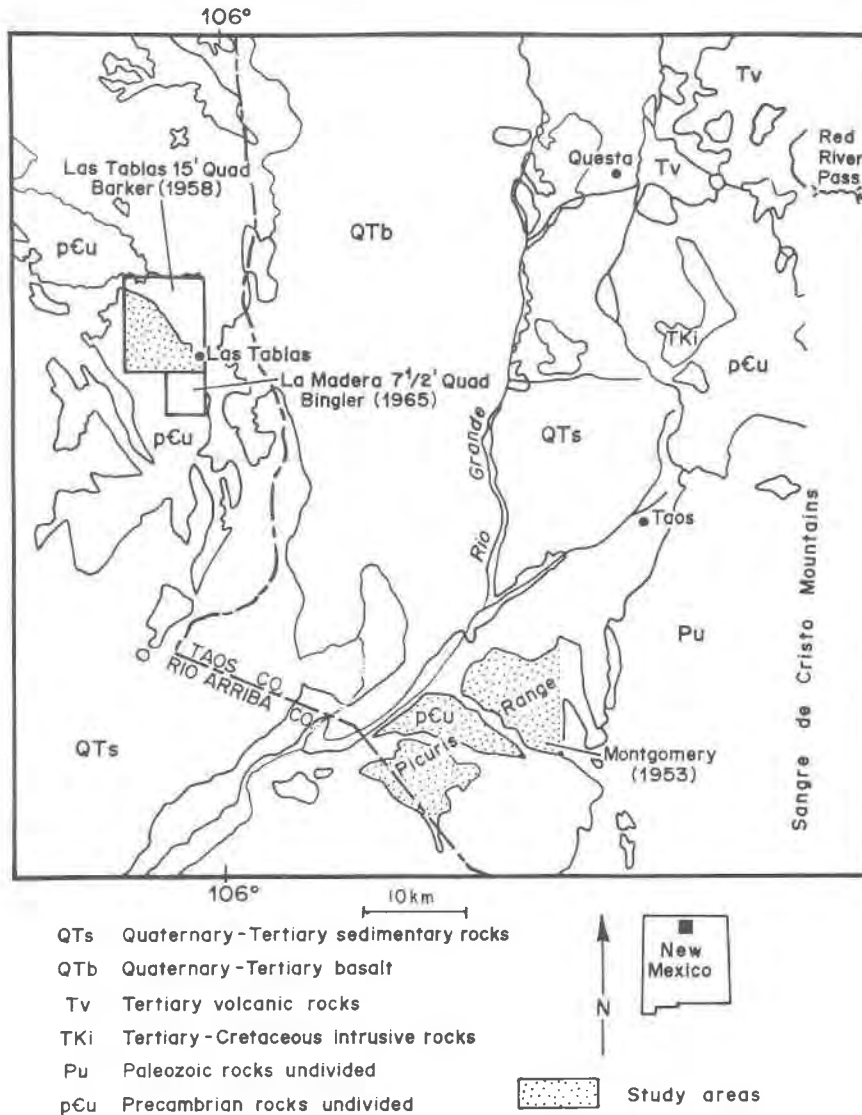 106°
Tv
Red
River
Pass
Questa
Tv
Las Tablas 15' Quad
Barker (1958)
QTb
p€u
TKi
p€u
Las Tablas
La Madera 7 1/2' Quad
Bingler (1965)
p€u
QTs
Rio Grande
Taos
Sangre de Cristo Mountains
Pu
TAOS CO.
RIO ARRIBA CO.
QTs
p€u
Range
Picuris
Montgomery
(1953)
106°
10km
QTs Quaternary-Tertiary sedimentary rocks
QTb Quaternary-Tertiary basalt
Tv Tertiary volcanic rocks
TKi Tertiary-Cretaceous intrusive rocks
Pu Paleozoic rocks undivided
p€u Precambrian rocks undivided
N
New
Mexico
Study areas